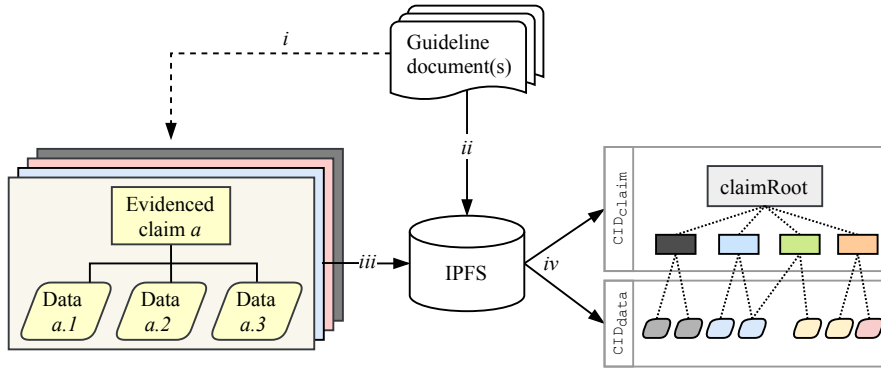 i
Guideline
document(s)
ii
Evidenced
claim a
Data
a.1
Data
a.2
Data
a.3
iii
IPFS
iv
CIDclaim
claimRoot
CIDdata